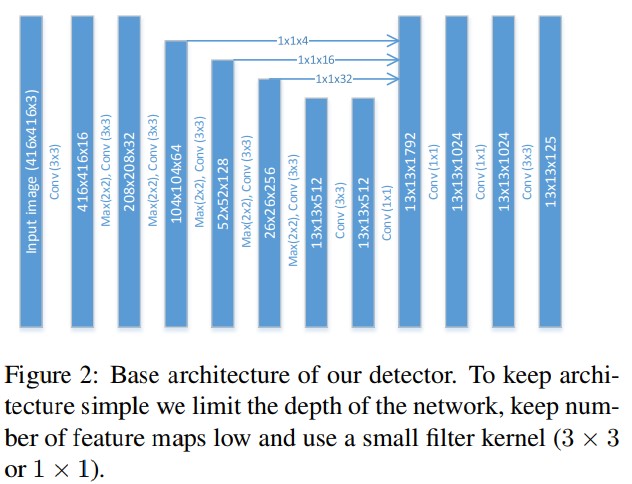 Input image (416x416x3)
Conv (3x3)
416x416x16
Max(2x2), Conv (3x3)
208x208x32
Max(2x2), Conv (3x3)
104x104x64
Max(2x2), Conv (3x3)
52x52x128
Max(2x2), Conv (3x3)
26x26x256
Max(2x2), Conv (3x3)
13x13x512
Conv (3x3)
13x13x512
Conv (1x1)
1x1x4
1x1x16
1x1x32
13x13x1792
Conv (1x1)
13x13x1024
Conv (1x1)
13x13x1024
Conv (3x3)
13x13x125
Figure 2: Base architecture of our detector. To keep archi-
tecture simple we limit the depth of the network, keep num-
ber of feature maps low and use a small filter kernel (3 × 3
or 1 × 1).